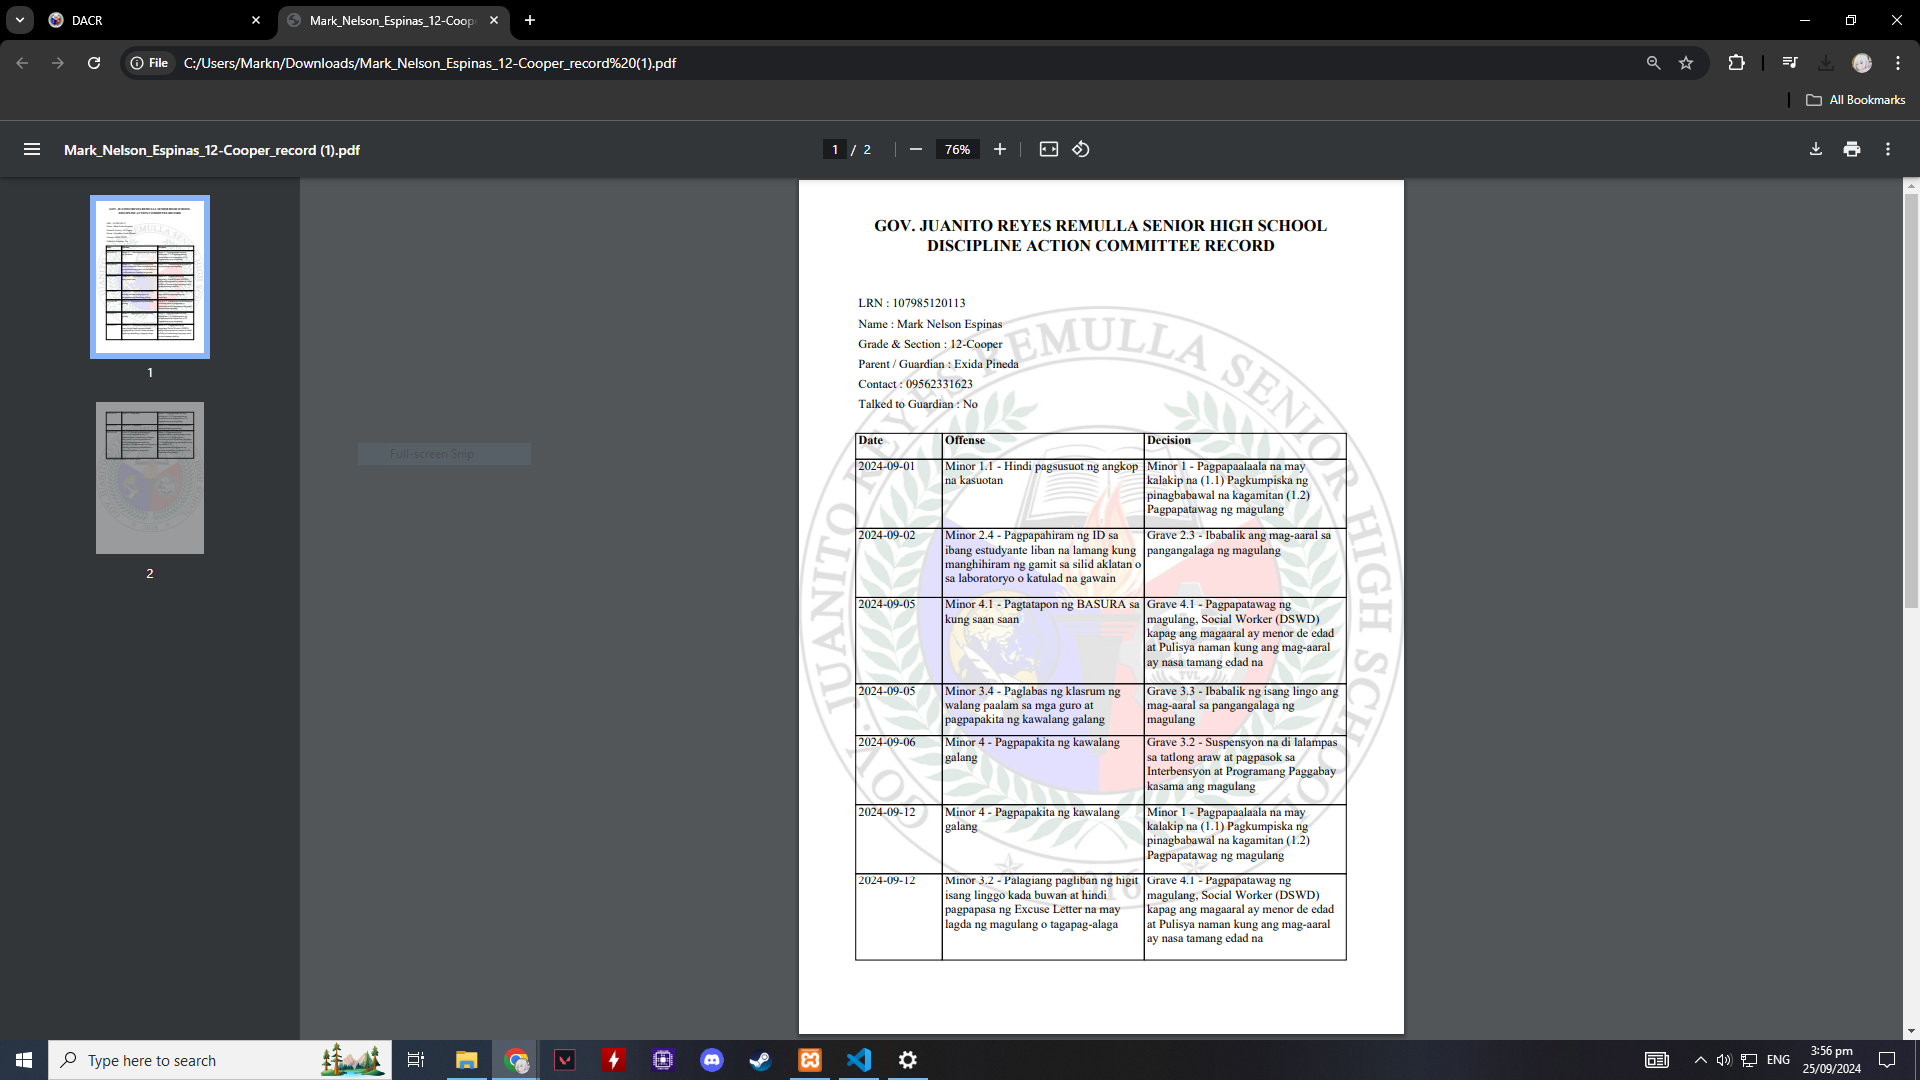 DACR
Mark_Nelson_Espinas_12-Coop
File
C:/Users/Markn/Downloads/Mark_Nelson_Espinas_12-Cooper_record%20(1).pdf
All Bookmarks
Mark_Nelson_Espinas_12-Cooper_record (1).pdf
1 / 2
76%
1
2
Full-screen Snip
GOV. JUANITO REYES REMULLA SENIOR HIGH SCHOOL
DISCIPLINE ACTION COMMITTEE RECORD
LRN : 107985120113
Name : Mark Nelson Espinas
Grade & Section : 12-Cooper
Parent / Guardian : Exida Pineda
Contact : 09562331623
Talked to Guardian : No
Date Offense Decision
2024-09-01
Minor 1.1 - Hindi pagsusuot ng angkop
na kasuotan
Minor 1 - Pagpapaalaala na may
kalakip na (1.1) Pagkumpiska ng
pinagbabawal na kagamitan (1.2)
Pagpapatawag ng magulang
2024-09-02
Minor 2.4 - Pagpapahiram ng ID sa
ibang estudyante liban na lamang kung
manghihiram ng gamit sa silid aklatan o
sa laboratoryo o katulad na gawain
Grave 2.3 - Ibabalik ang mag-aaral sa
pangangalaga ng magulang
2024-09-05
Minor 4.1 - Pagtatapon ng BASURA sa
kung saan saan
Grave 4.1 - Pagpapatawag ng
magulang, Social Worker (DSWD)
kapag ang magaaral ay menor de edad
at Pulisya naman kung ang mag-aaral
ay nasa tamang edad na
2024-09-05
Minor 3.4 - Paglabas ng klasrum ng
walang paalam sa mga guro at
pagpapakita ng kawalang galang
Grave 3.3 - Ibabalik ng isang lingo ang
mag-aaral sa pangangalaga ng
magulang
2024-09-06
Minor 4 - Pagpapakita ng kawalang
galang
Grave 3.2 - Suspensyon na di lalampas
sa tatlong araw at pagpasok sa
Interbensyon at Programang Paggabay
kasama ang magulang
2024-09-12
Minor 4 - Pagpapakita ng kawalang
galang
Minor 1 - Pagpapaalaala na may
kalakip na (1.1) Pagkumpiska ng
pinagbabawal na kagamitan (1.2)
Pagpapatawag ng magulang
2024-09-12
Minor 3.2 - Palagiang pagliban ng higit
isang linggo kada buwan at hindi
pagpapasa ng Excuse Letter na may
lagda ng magulang o tagapag-alaga
Grave 4.1 - Pagpapatawag ng
magulang, Social Worker (DSWD)
kapag ang magaaral ay menor de edad
at Pulisya naman kung ang mag-aaral
ay nasa tamang edad na
GOV. JUANITO REYES REMULLA SENIOR HIGH SCHOOL
TVL
2016
Type here to search
ENG
3:56 pm
25/09/2024